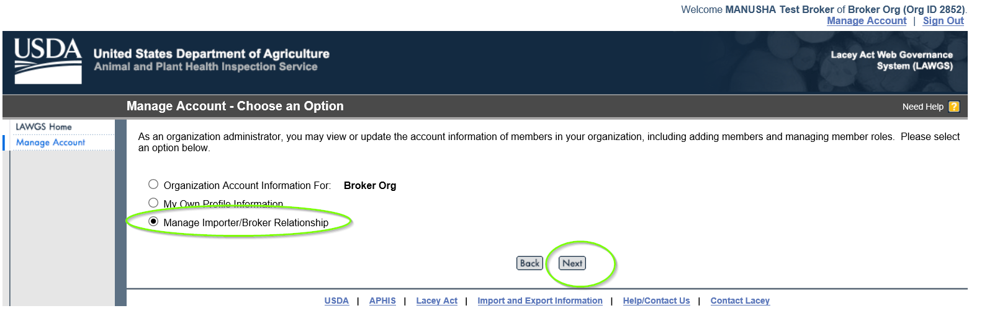 Welcome MANUSHA Test Broker of Broker Org (Org ID 2852).
Manage Account | Sign Out
USDA
United States Department of Agriculture
Animal and Plant Health Inspection Service
Lacey Act Web Governance
System (LAWGS)
Manage Account - Choose an Option
Need Help ?
LAWGS Home
Manage Account
As an organization administrator, you may view or update the account information of members in your organization, including adding members and managing member roles. Please select
an option below.
Organization Account Information For: Broker Org
My Own Profile Information
Manage Importer/Broker Relationship
Back Next
USDA | APHIS | Lacey Act | Import and Export Information | Help/Contact Us | Contact Lacey